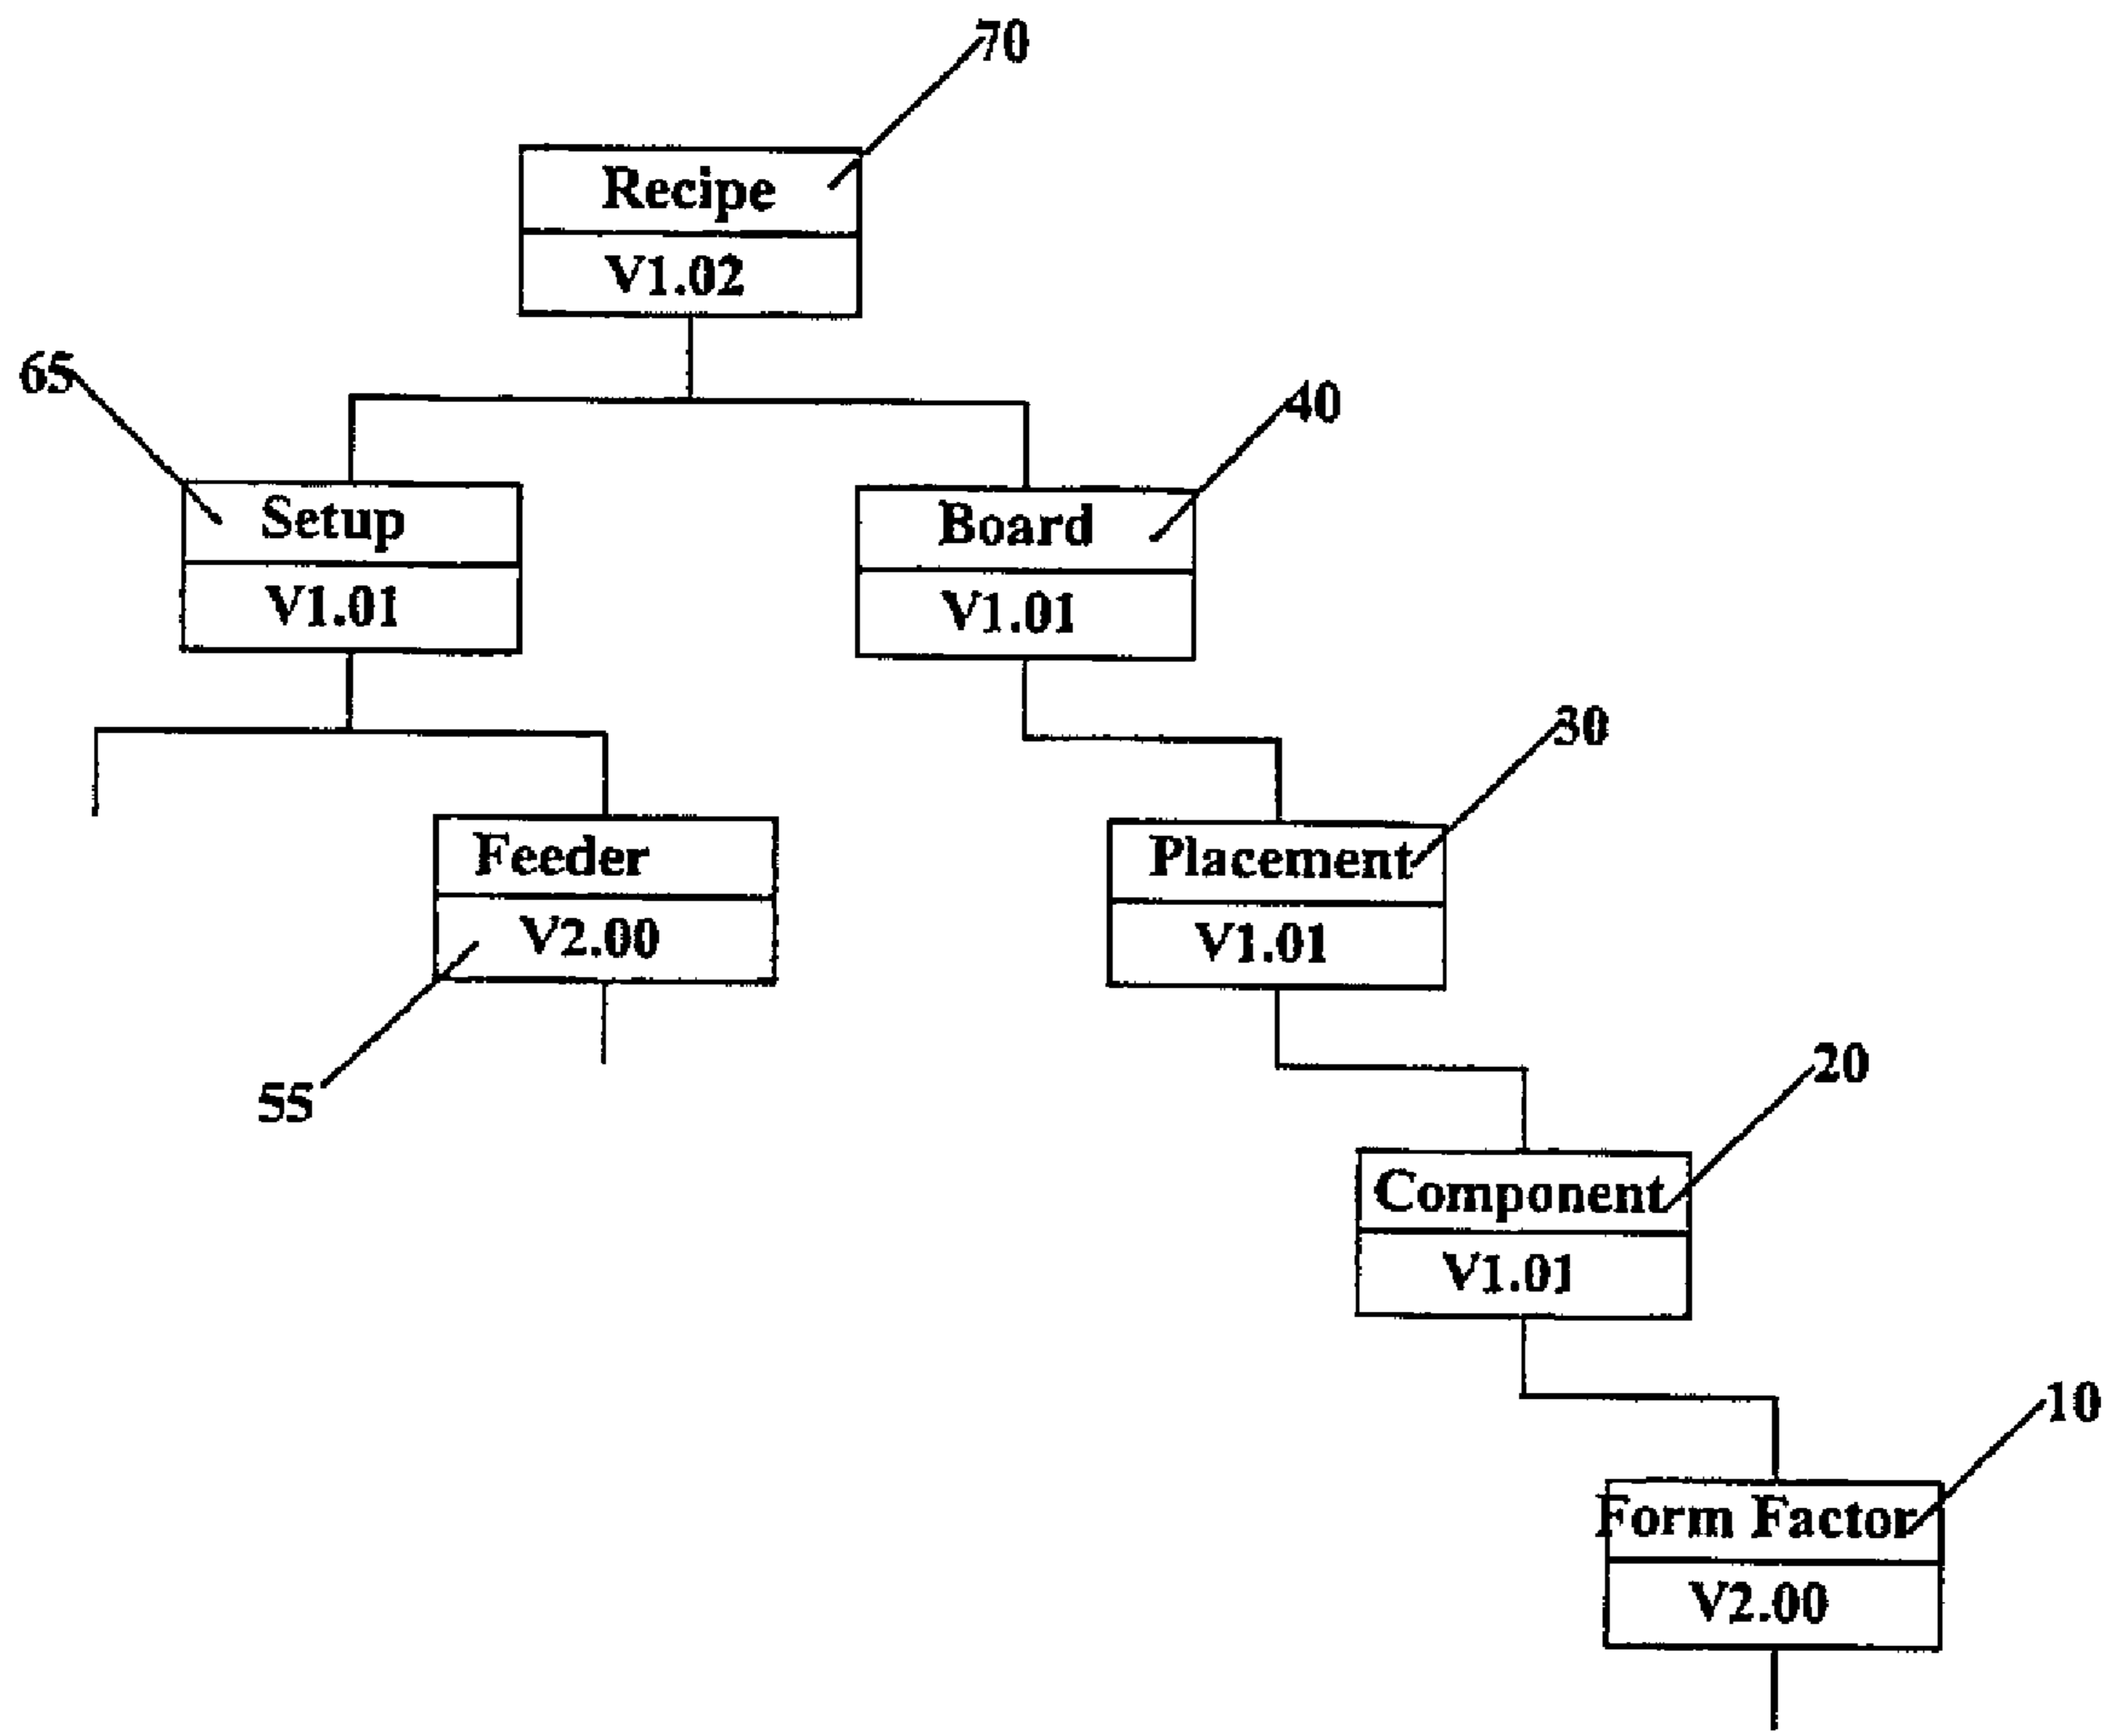 70
Recipe
V1.02
65
40
Setup
V1.01
Board
V1.01
30
Feeder
V2.00
Placement
V1.01
55
20
Component
V1.01
10
Form Factor
V2.00